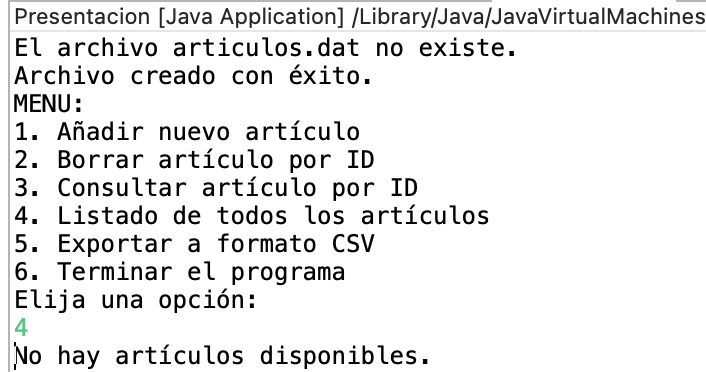 Presentacion [Java Application] /Library/Java/JavaVirtualMachines
El archivo articulos.dat no existe.
Archivo creado con éxito.
MENU:
1. Añadir nuevo artículo
2. Borrar artículo por ID
3. Consultar artículo por ID
4. Listado de todos los artículos
5. Exportar a formato CSV
6. Terminar el programa
Elija una opción:
4
No hay artículos disponibles.